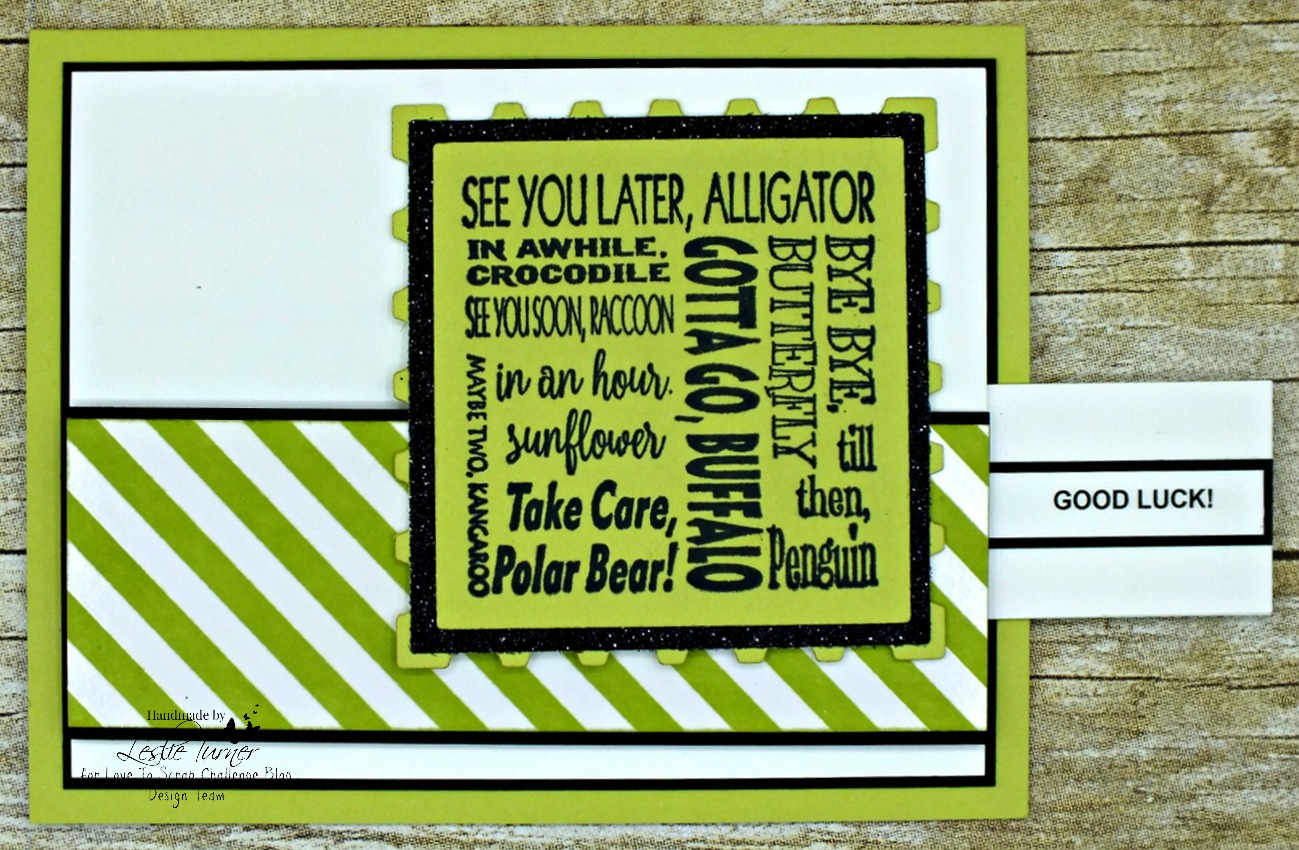 SEE YOU LATER, ALLIGATOR
IN AWHILE,
CROCODILE
SEE YOU SOON, RACCOON
MAYBE TWO, KANGAROO
in an hour,
sunflower
Take Care,
Polar Bear!
GOTTA GO, BUFFALO
BYE BYE,
BUTTERFLY
till
then,
Penguin
GOOD LUCK!
Handmade by
Leslie Turner
For Love To Scrap Challenge Blog
Design Team